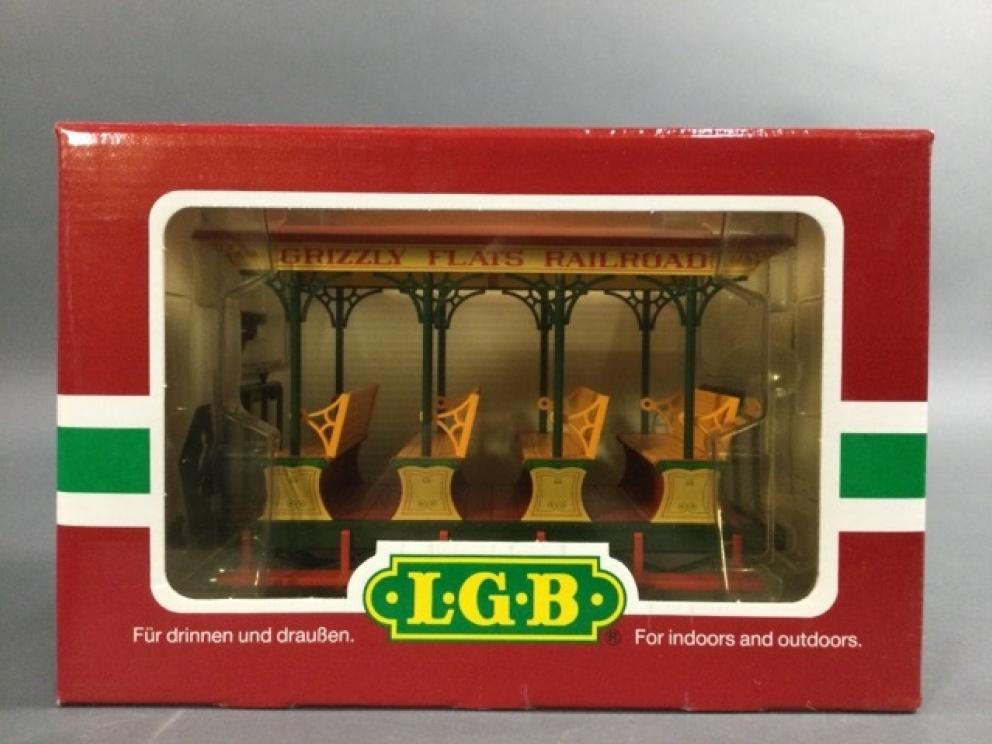 GRIZZLY FLATS RAILROAD
L·G·B ®
Für drinnen und draußen.
For indoors and outdoors.